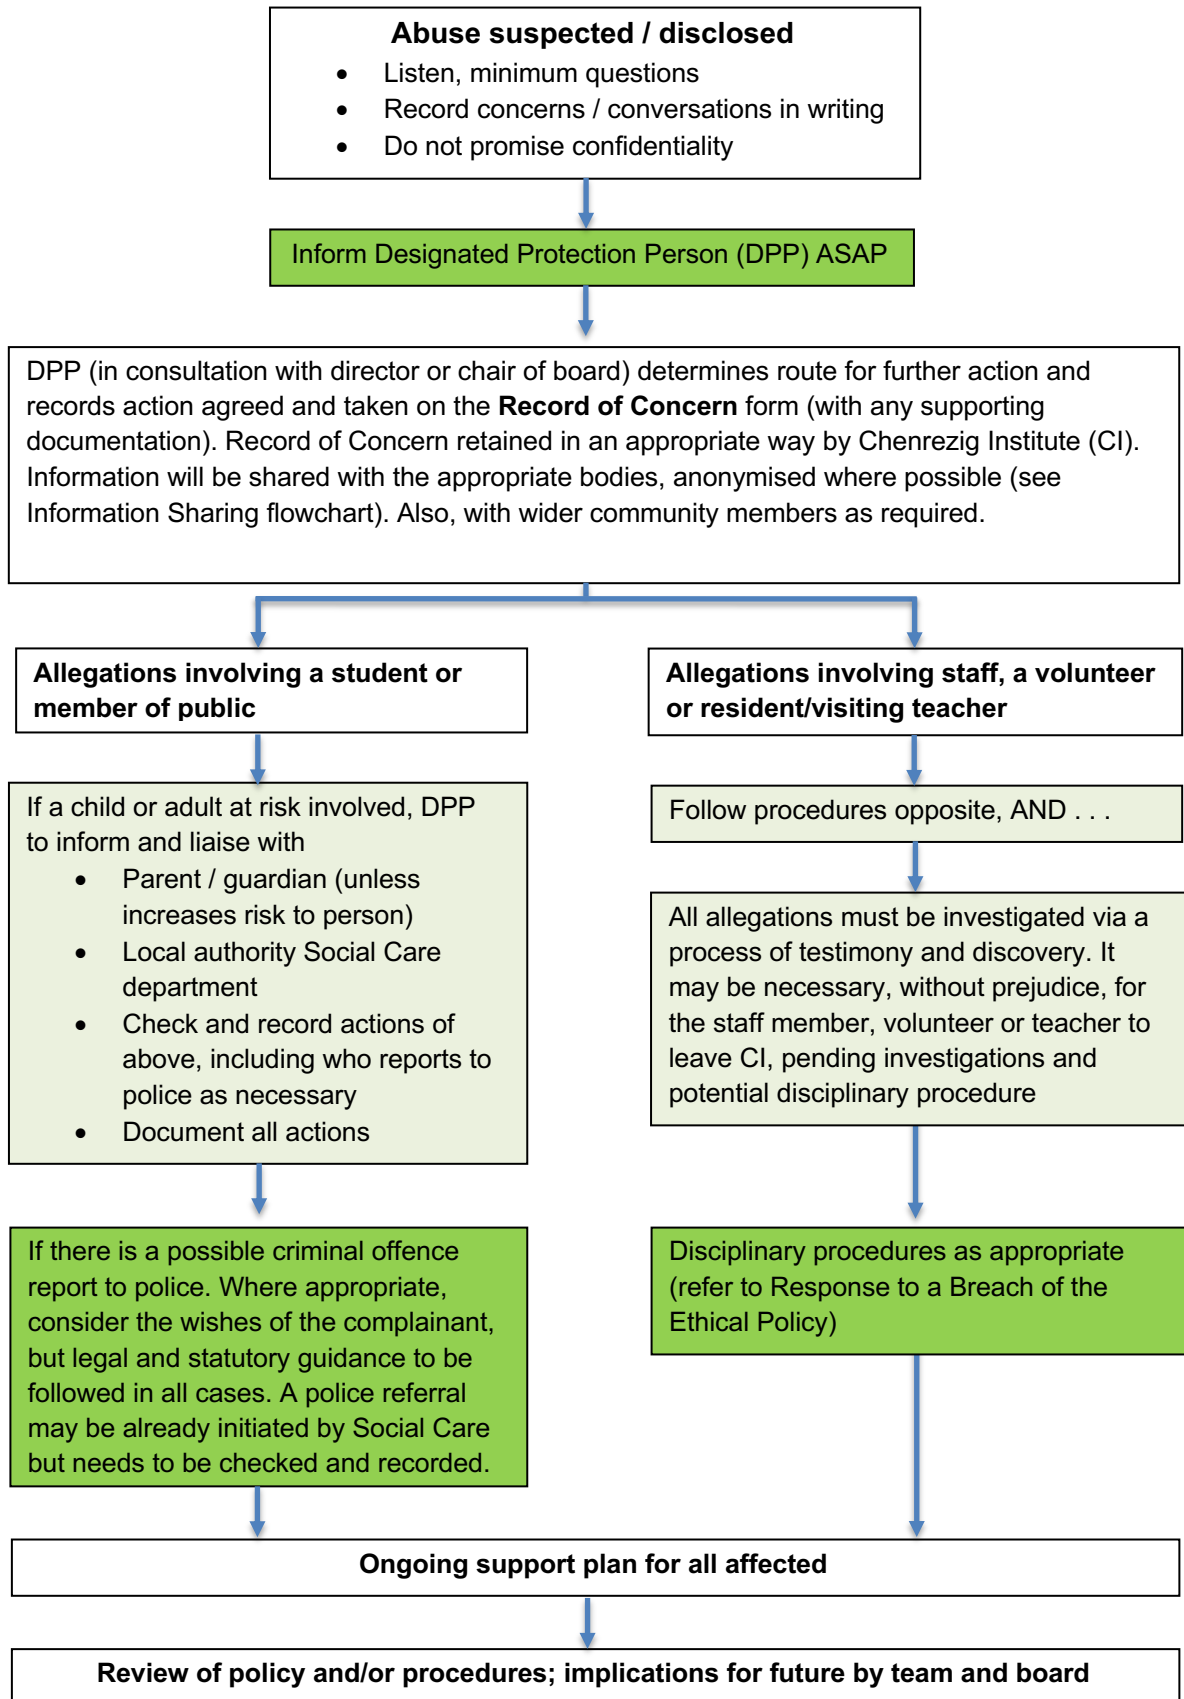 Abuse suspected / disclosed
• Listen, minimum questions
• Record concerns / conversations in writing
• Do not promise confidentiality
Inform Designated Protection Person (DPP) ASAP
DPP (in consultation with director or chair of board) determines route for further action and
records action agreed and taken on the Record of Concern form (with any supporting
documentation). Record of Concern retained in an appropriate way by Chenrezig Institute (CI).
Information will be shared with the appropriate bodies, anonymised where possible (see
Information Sharing flowchart). Also, with wider community members as required.
Allegations involving a student or
member of public
If a child or adult at risk involved, DPP
to inform and liaise with
• Parent / guardian (unless
increases risk to person)
• Local authority Social Care
department
• Check and record actions of
above, including who reports to
police as necessary
• Document all actions
If there is a possible criminal offence
report to police. Where appropriate,
consider the wishes of the complainant,
but legal and statutory guidance to be
followed in all cases. A police referral
may be already initiated by Social Care
but needs to be checked and recorded.
Allegations involving staff, a volunteer
or resident/visiting teacher
Follow procedures opposite, AND . . .
All allegations must be investigated via a
process of testimony and discovery. It
may be necessary, without prejudice, for
the staff member, volunteer or teacher to
leave CI, pending investigations and
potential disciplinary procedure
Disciplinary procedures as appropriate
(refer to Response to a Breach of the
Ethical Policy)
Ongoing support plan for all affected
Review of policy and/or procedures; implications for future by team and board